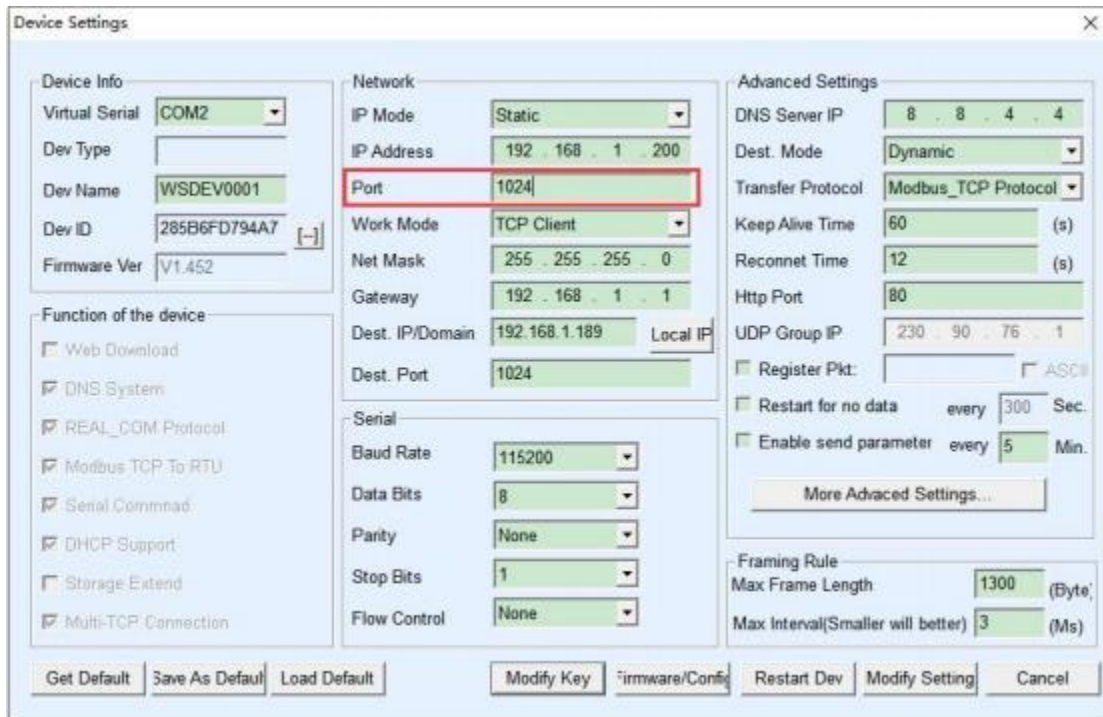 Device Settings
Device Info
Virtual Serial COM2
Dev Type
Dev Name WSDEV0001
Dev ID 285B6FD794A7 [--]
Firmware Ver V1.452
Function of the device
Web Download
DNS System
REAL_COM Protocol
Modbus TCP To RTU
Serial Commnad
DHCP Support
Storage Extend
Multi-TCP Connection
Network
IP Mode Static
IP Address 192 . 168 . 1 . 200
Port 1024
Work Mode TCP Client
Net Mask 255 . 255 . 255 . 0
Gateway 192 . 168 . 1 . 1
Dest. IP/Domain 192.168.1.189 Local IP
Dest. Port 1024
Serial
Baud Rate 115200
Data Bits 8
Parity None
Stop Bits 1
Flow Control None
Advanced Settings
DNS Server IP 8 . 8 . 4 . 4
Dest. Mode Dynamic
Transfer Protocol Modbus_TCP Protocol
Keep Alive Time 60 (s)
Reconnet Time 12 (s)
Http Port 80
UDP Group IP 230 . 90 . 76 . 1
Register Pkt: ASCII
Restart for no data every 300 Sec.
Enable send parameter every 5 Min.
More Advaced Settings...
Framing Rule
Max Frame Length 1300 (Byte)
Max Interval(Smaller will better) 3 (Ms)
Get Default Save As Defaul Load Default Modify Key Firmware/Config Restart Dev Modify Setting Cancel